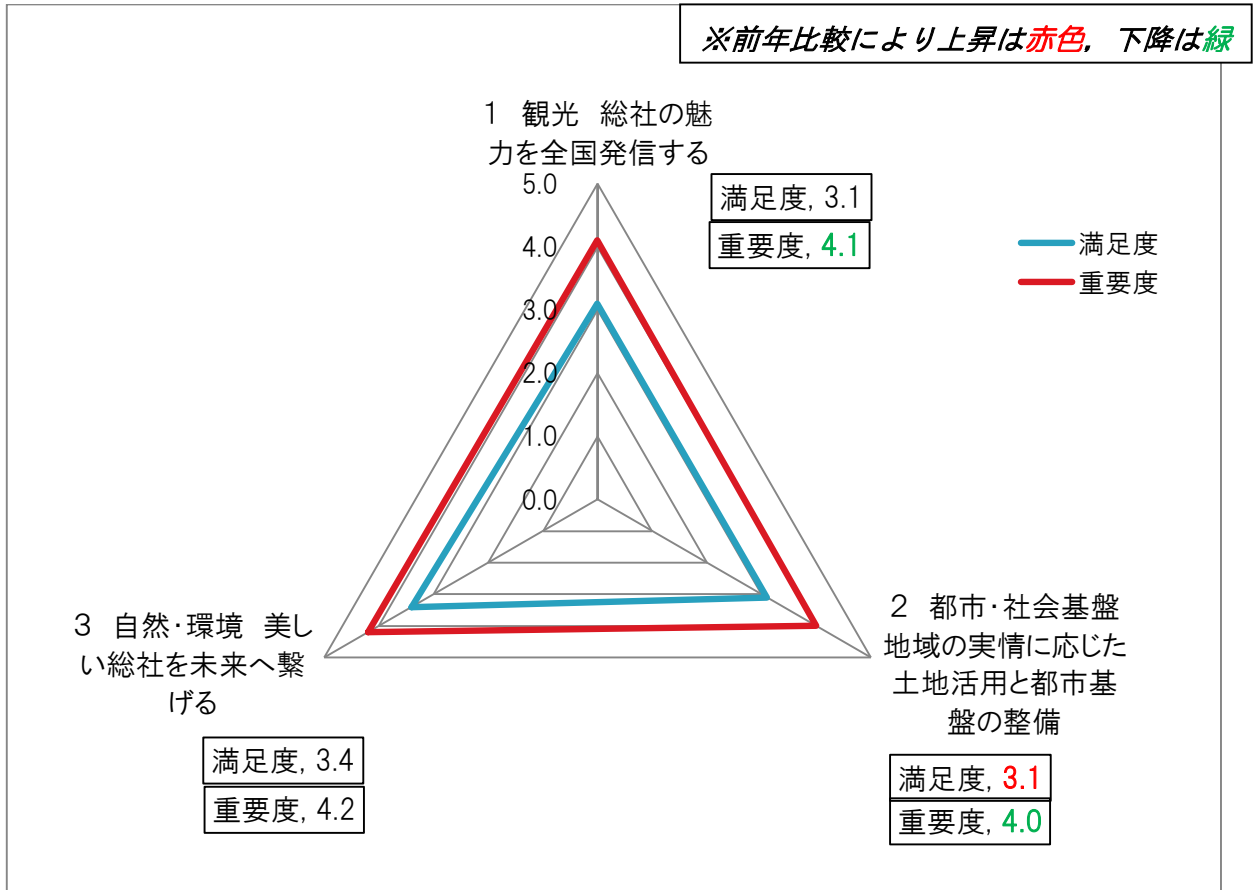 ※前年比較により上昇は赤色，下降は緑
1　観光　総社の魅
力を全国発信する
満足度, 3.1
重要度, 4.1
満足度
重要度
5.0
4.0
3.0
2.0
1.0
0.0
3　自然・環境　美し
い総社を未来へ繋
げる
満足度, 3.4
重要度, 4.2
2　都市・社会基盤
地域の実情に応じた
土地活用と都市基
盤の整備
満足度, 3.1
重要度, 4.0